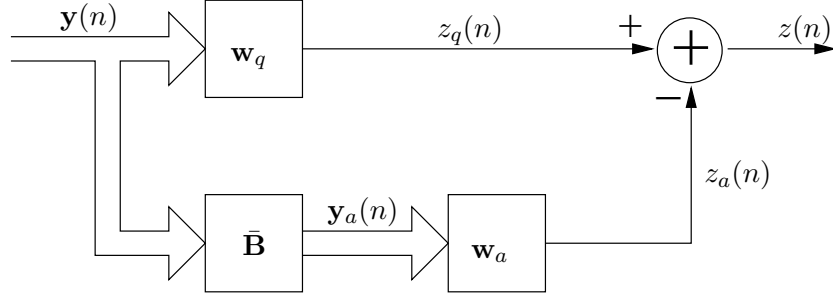 𝐲(n)
𝐰_q
z_q(n)
+
z(n)
+
−
z_a(n)
𝐁̄
𝐲_a(n)
𝐰_a